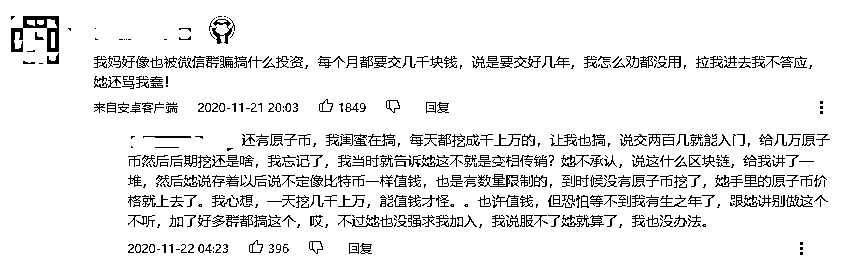 我妈好像也被微信群骗搞什么投资，每个月都要交几千块钱，说是要交好几年，我怎么劝都没用，拉我进去我不答应，
她还骂我蠢！
来自安卓客户端 2020-11-21 20:03 1849 回复
还有原子币，我闺蜜在搞，每天都挖成千上万的，让我也搞，说交两百几就能入门，给几万原子
币然后后期挖还是啥，我忘记了，我当时就告诉她这不就是变相传销？她不承认，说这什么区块链，给我讲了一
堆，然后她说存着以后说不定像比特币一样值钱，也是有数量限制的，到时候没有原子币挖了，她手里的原子币价
格就上去了。我心想，一天挖几千上万，能值钱才怪。。也许值钱，但恐怕等不到我有生之年了，跟她讲别做这个
不听，加了好多群都搞这个，哎，不过她也没强求我加入，我说服不了她就算了，我也没办法。
2020-11-22 04:23 396 回复